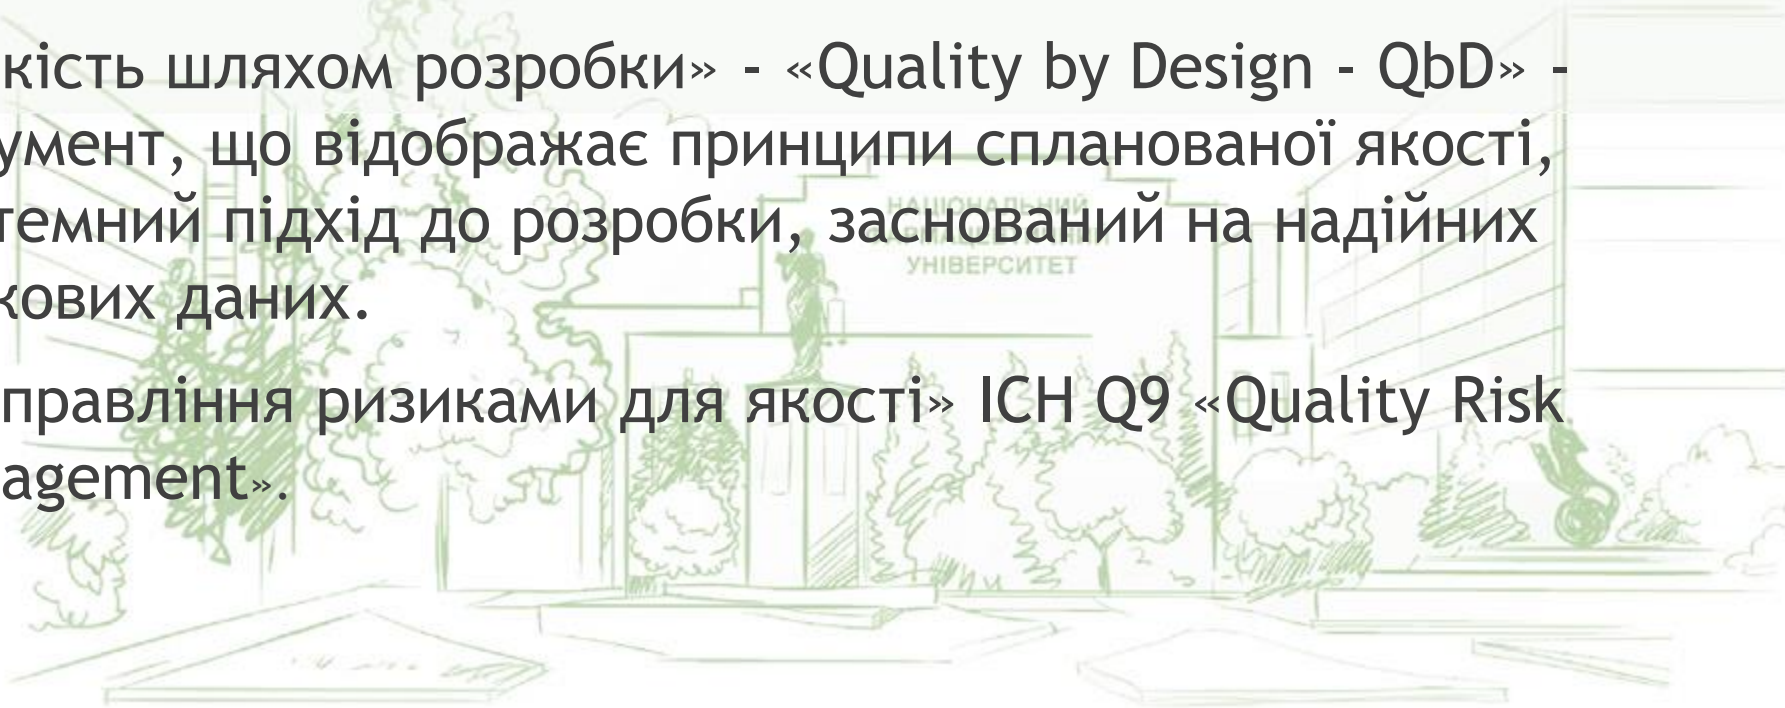 кість шляхом розробки» - «Quality by Design - QbD» -
умент, що відображає принципи спланованої якості,
темний підхід до розробки, заснований на надійних
кових даних.
правління ризиками для якості» ICH Q9 «Quality Risk
agement».
НАЦІОНАЛЬНИЙ
УНІВЕРСИТЕТ